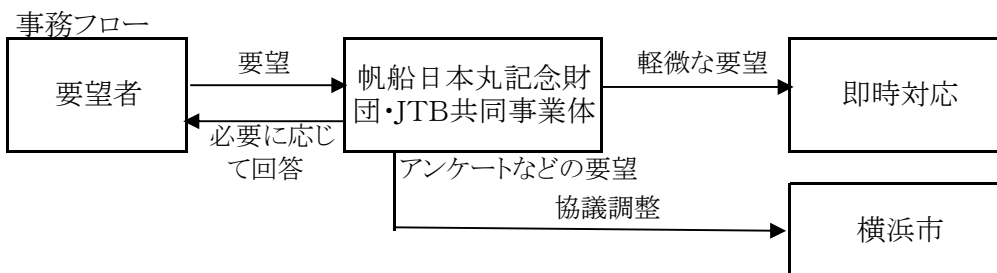 事務フロー
要望者
要望
必要に応じ
て回答
帆船日本丸記念財
団・JTB共同事業体
軽微な要望
即時対応
アンケートなどの要望
協議調整
横浜市